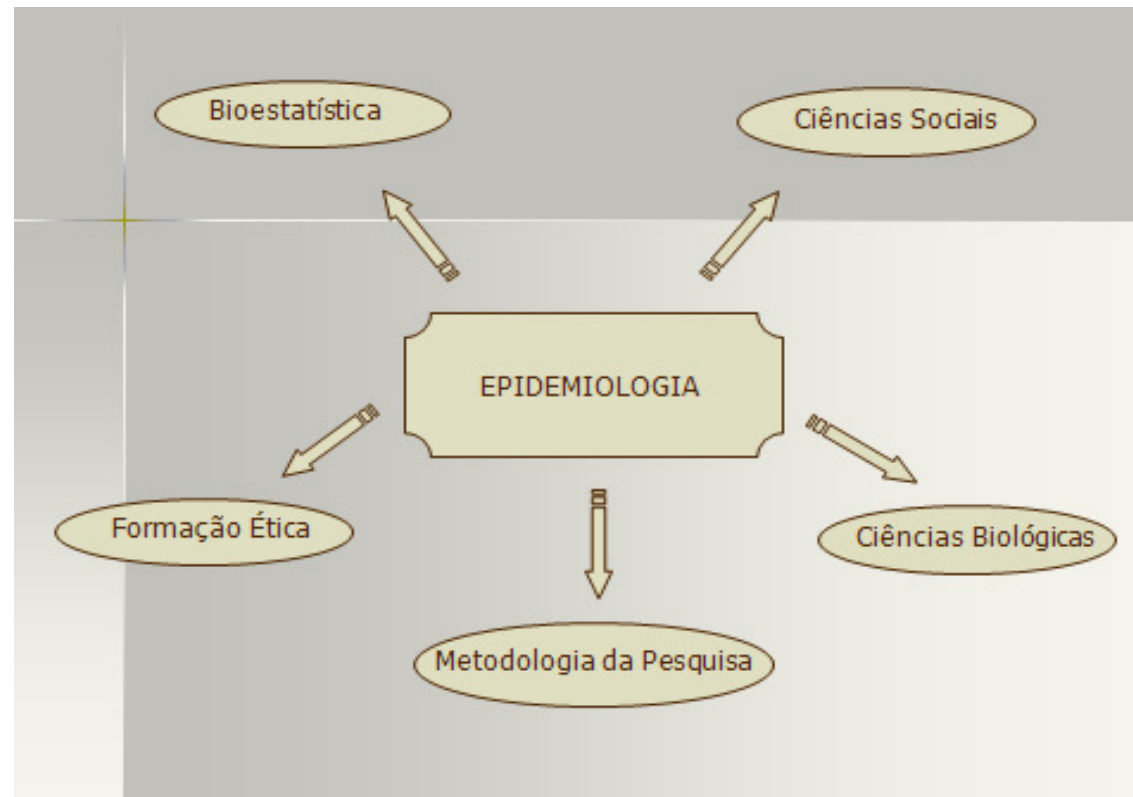 Bioestatística
Ciências Sociais
EPIDEMIOLOGIA
Formação Ética
Ciências Biológicas
Metodologia da Pesquisa